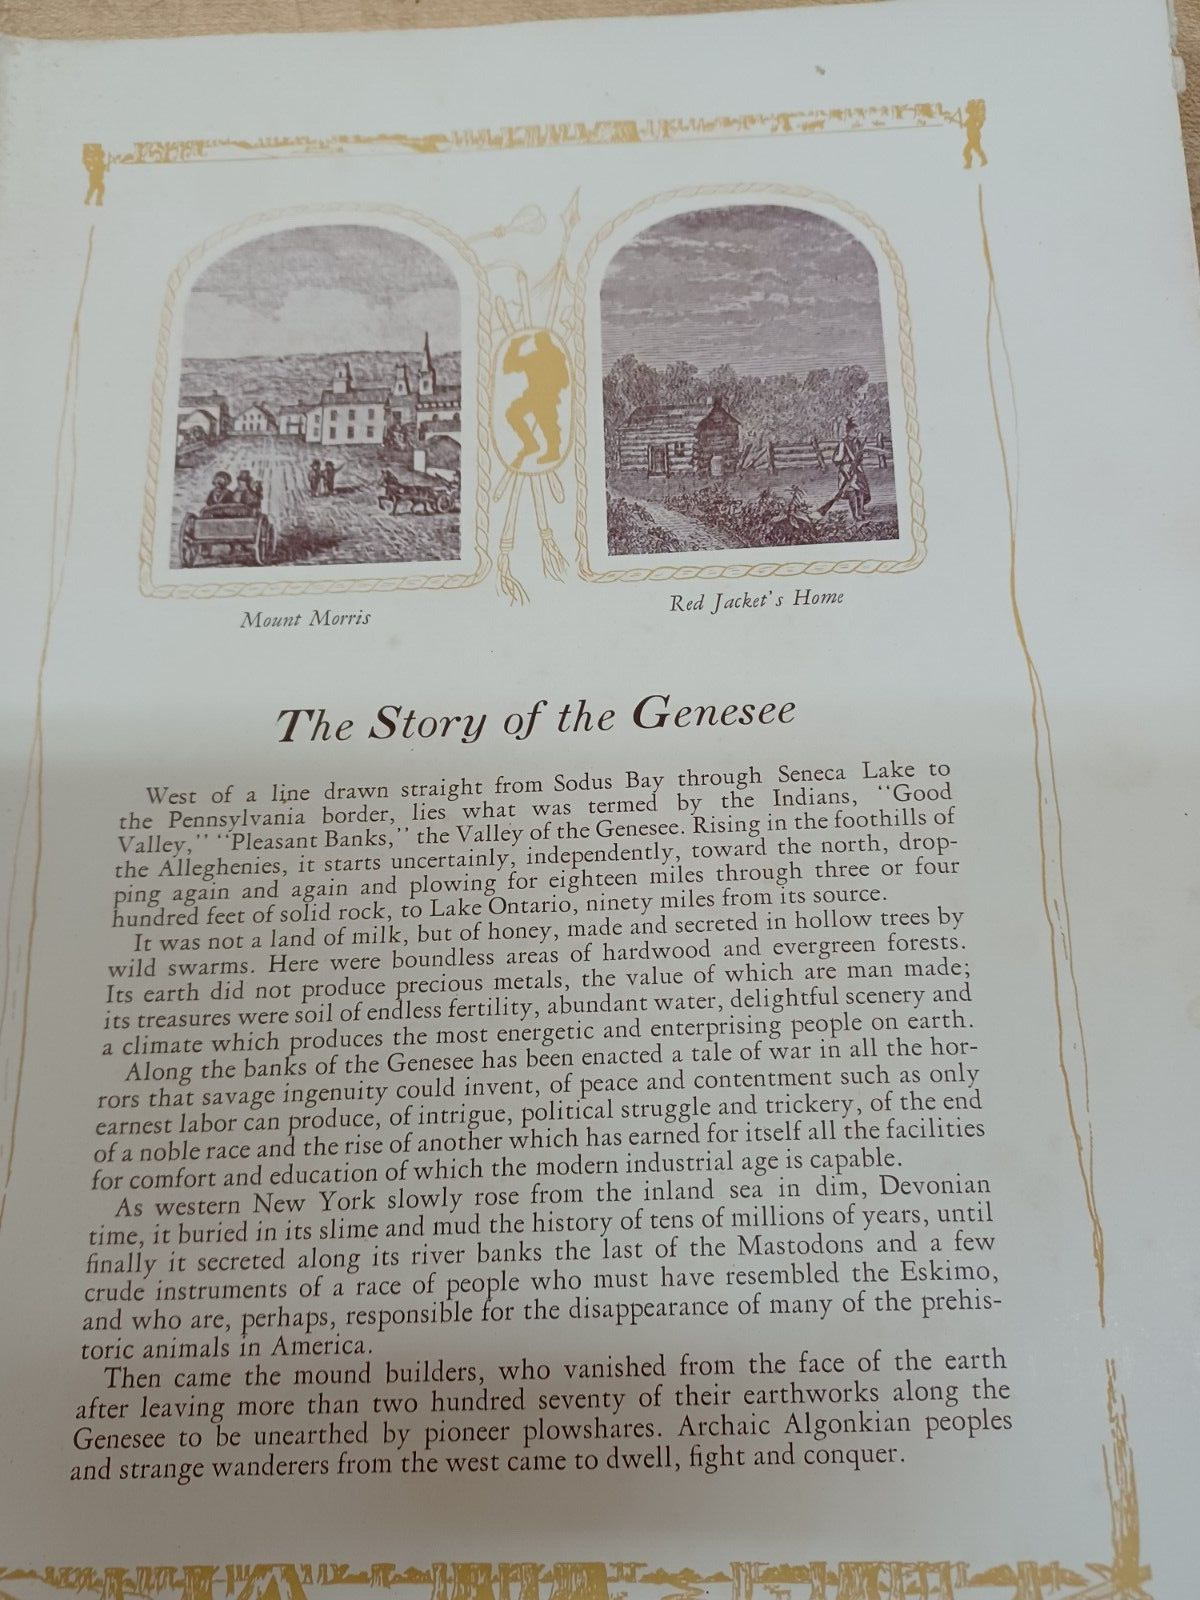 Mount Morris
Red Jacket's Home
The Story of the Genesee
West of a line drawn straight from Sodus Bay through Seneca Lake to
the Pennsylvania border, lies what was termed by the Indians, "Good
Valley," "Pleasant Banks," the Valley of the Genesee. Rising in the foothills of
the Alleghenies, it starts uncertainly, independently, toward the north, drop-
ping again and again and plowing for eighteen miles through three or four
hundred feet of solid rock, to Lake Ontario, ninety miles from its source.
It was not a land of milk, but of honey, made and secreted in hollow trees by
wild swarms. Here were boundless areas of hardwood and evergreen forests.
Its earth did not produce precious metals, the value of which are man made;
its treasures were soil of endless fertility, abundant water, delightful scenery and
a climate which produces the most energetic and enterprising people on earth.
Along the banks of the Genesee has been enacted a tale of war in all the hor-
rors that savage ingenuity could invent, of peace and contentment such as only
earnest labor can produce, of intrigue, political struggle and trickery, of the end
of a noble race and the rise of another which has earned for itself all the facilities
for comfort and education of which the modern industrial age is capable.
As western New York slowly rose from the inland sea in dim, Devonian
time, it buried in its slime and mud the history of tens of millions of years, until
finally it secreted along its river banks the last of the Mastodons and a few
crude instruments of a race of people who must have resembled the Eskimo,
and who are, perhaps, responsible for the disappearance of many of the prehis-
toric animals in America.
Then came the mound builders, who vanished from the face of the earth
after leaving more than two hundred seventy of their earthworks along the
Genesee to be unearthed by pioneer plowshares. Archaic Algonkian peoples
and strange wanderers from the west came to dwell, fight and conquer.